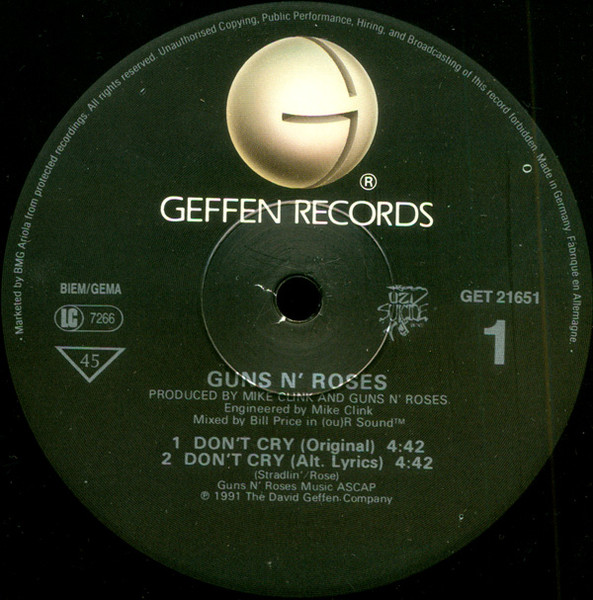 • Marketed by BMG Ariola from protected recordings. All rights reserved. Unauthorised Copying, Public Performance, Hiring, and Broadcasting of this record forbidden. Made in Germany. Fabriqué en Allemagne. •
®
GEFFEN RECORDS
BIEM/GEMA
LC 7266
45
UZI
SUICIDE
GET 21651
1
GUNS N' ROSES
PRODUCED BY MIKE CLINK AND GUNS N' ROSES
Engineered by Mike Clink
Mixed by Bill Price in (ou)R Sound™
1 DON'T CRY (Original) 4:42
2 DON'T CRY (Alt. Lyrics) 4:42
(Stradlin'/Rose)
Guns N' Roses Music ASCAP
℗ 1991 The David Geffen Company